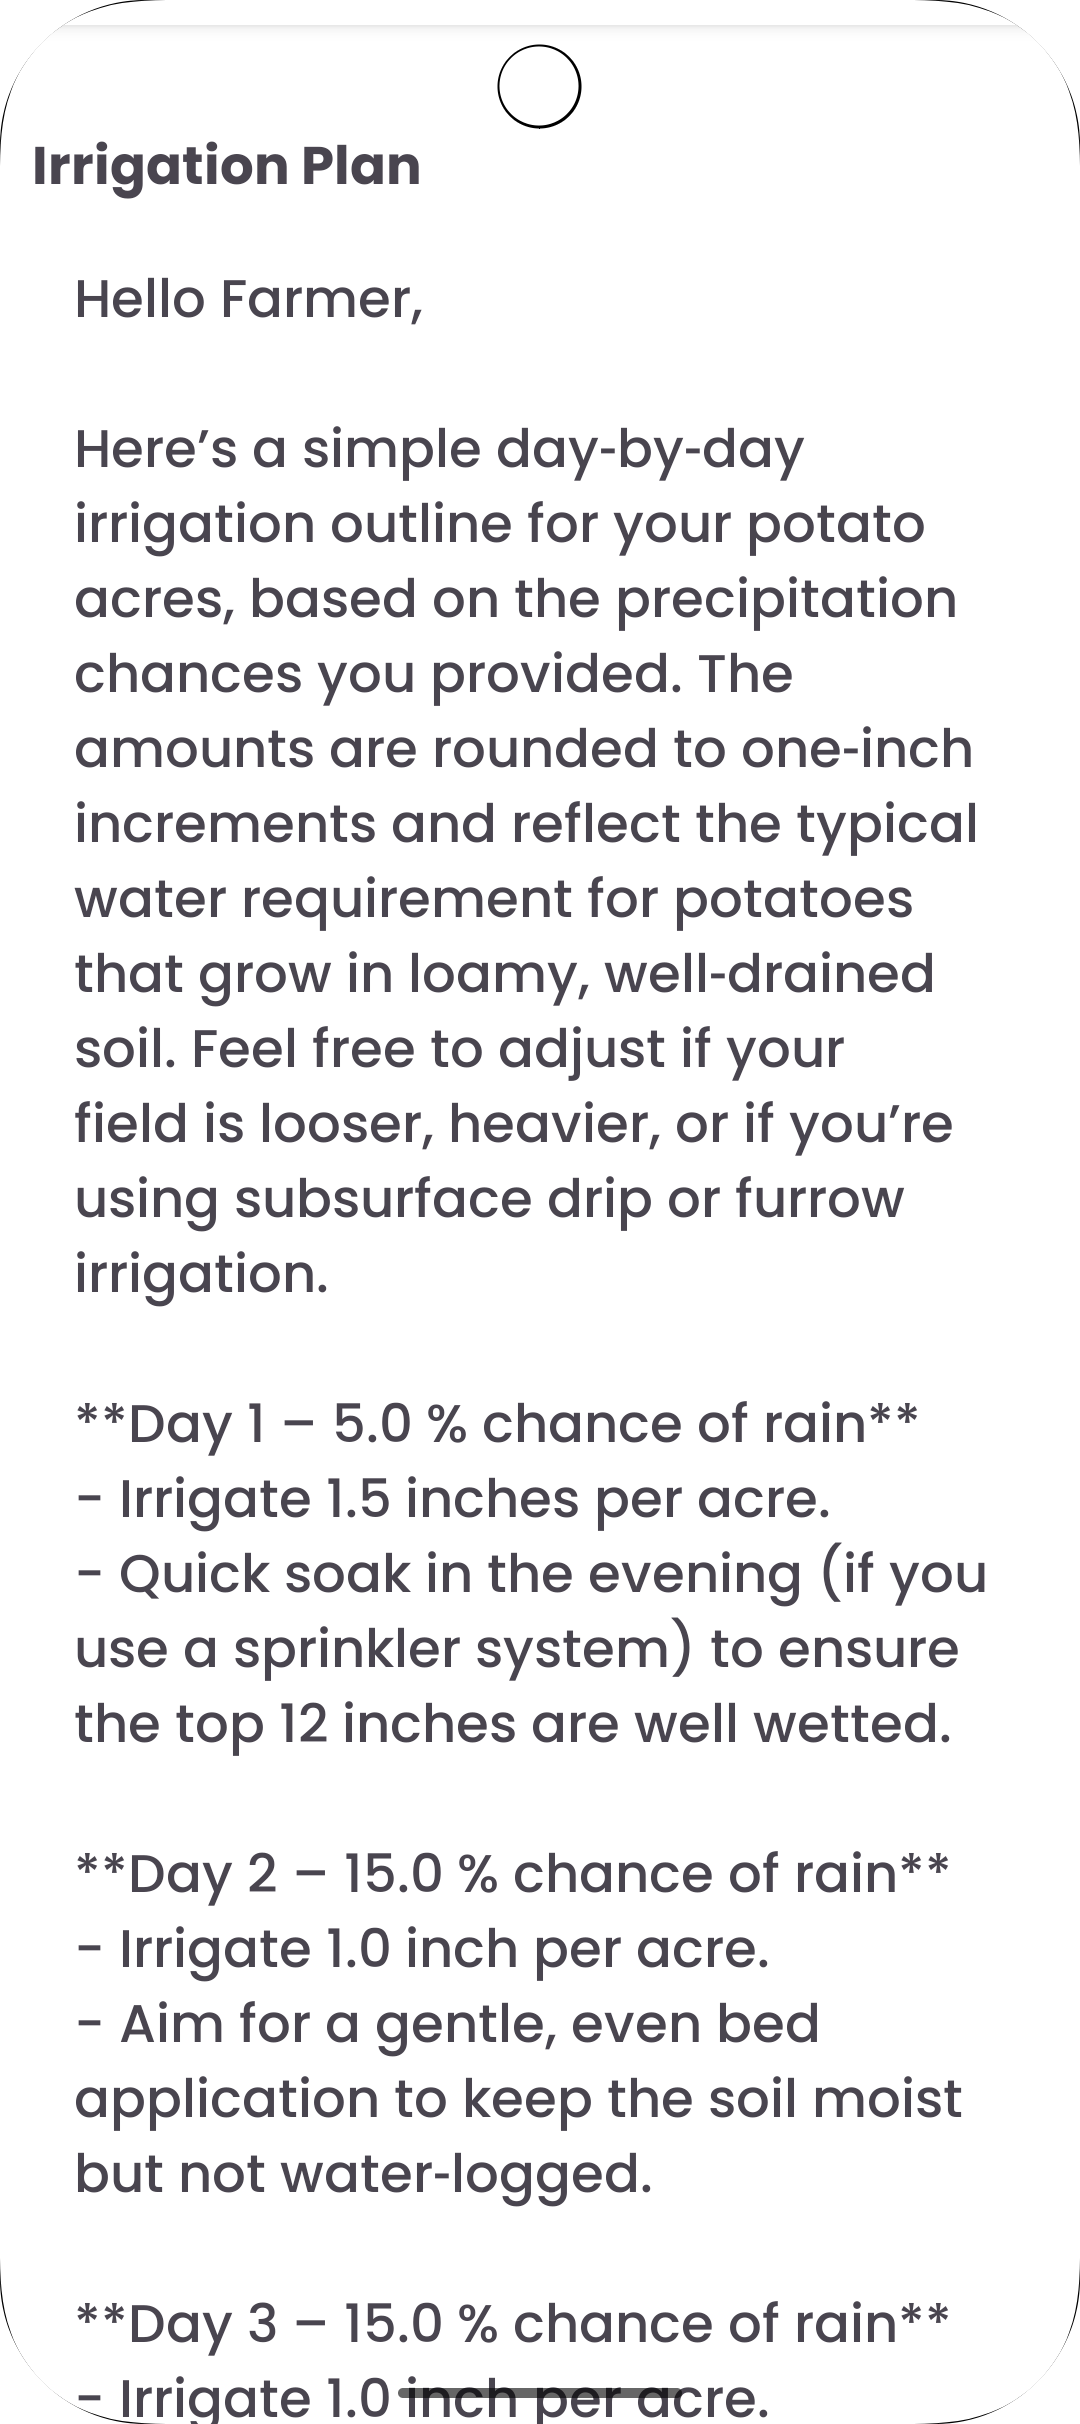 Irrigation Plan
Hello Farmer,
Here’s a simple day-by-day
irrigation outline for your potato
acres, based on the precipitation
chances you provided. The
amounts are rounded to one-inch
increments and reflect the typical
water requirement for potatoes
that grow in loamy, well-drained
soil. Feel free to adjust if your
field is looser, heavier, or if you’re
using subsurface drip or furrow
irrigation.
**Day 1 – 5.0 % chance of rain**
- Irrigate 1.5 inches per acre.
- Quick soak in the evening (if you
use a sprinkler system) to ensure
the top 12 inches are well wetted.
**Day 2 – 15.0 % chance of rain**
- Irrigate 1.0 inch per acre.
- Aim for a gentle, even bed
application to keep the soil moist
but not water-logged.
**Day 3 – 15.0 % chance of rain**
- Irrigate 1.0 inch per acre.